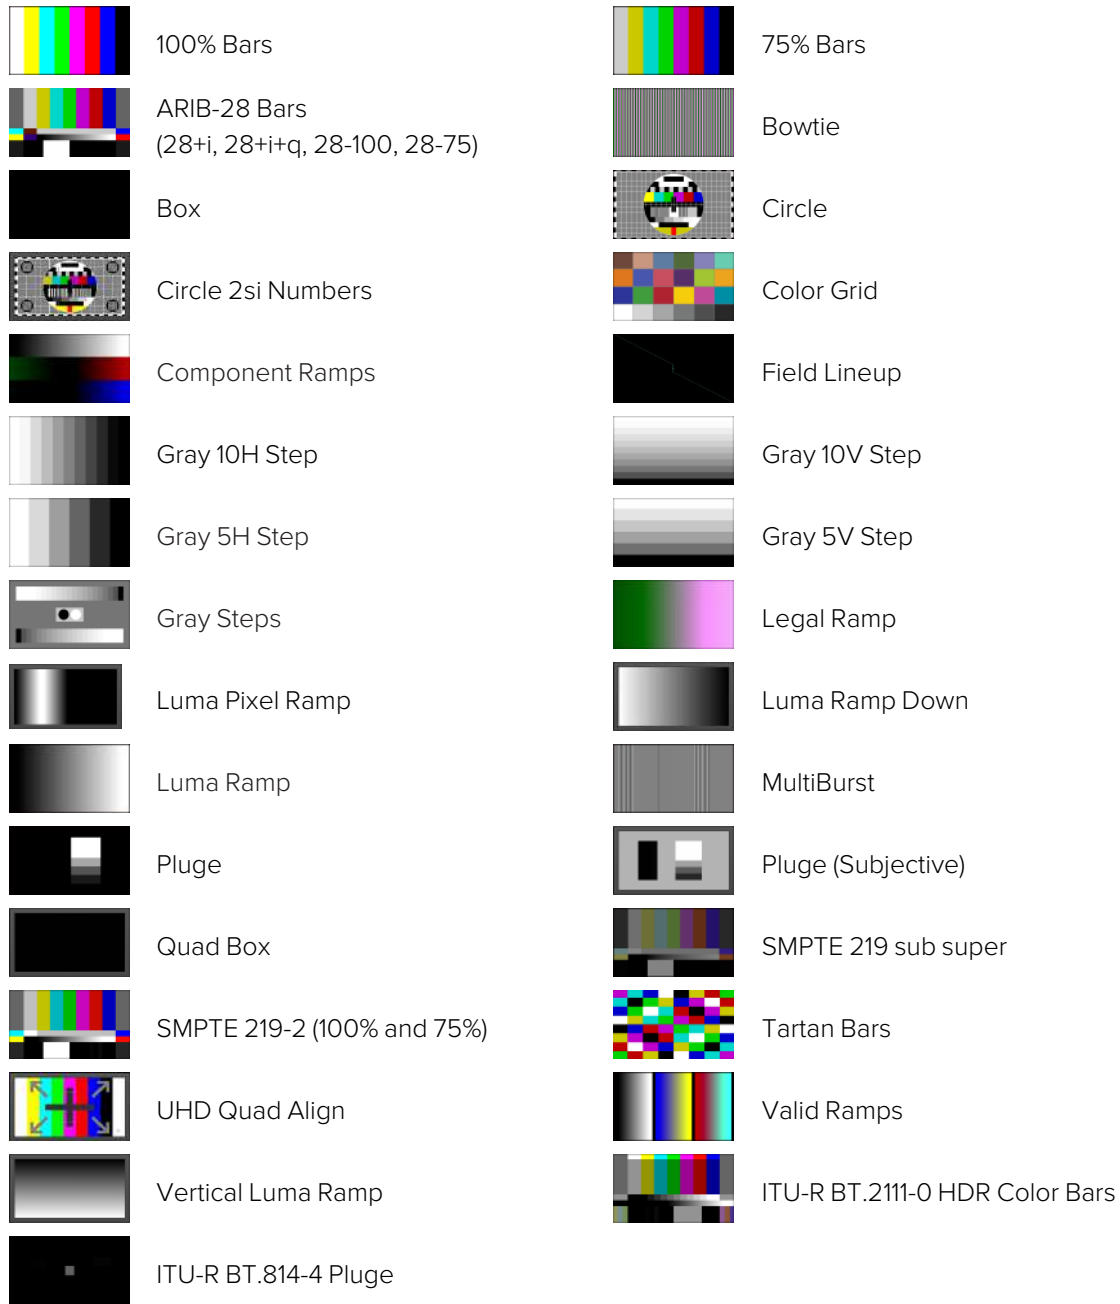 100% Bars
75% Bars
ARIB-28 Bars
(28+i, 28+i+q, 28-100, 28-75)
Bowtie
Box
Circle
Circle 2si Numbers
Color Grid
Component Ramps
Field Lineup
Gray 10H Step
Gray 10V Step
Gray 5H Step
Gray 5V Step
Gray Steps
Legal Ramp
Luma Pixel Ramp
Luma Ramp Down
Luma Ramp
MultiBurst
Pluge
Pluge (Subjective)
Quad Box
SMPTE 219 sub super
SMPTE 219-2 (100% and 75%)
Tartan Bars
UHD Quad Align
Valid Ramps
Vertical Luma Ramp
ITU-R BT.2111-0 HDR Color Bars
ITU-R BT.814-4 Pluge